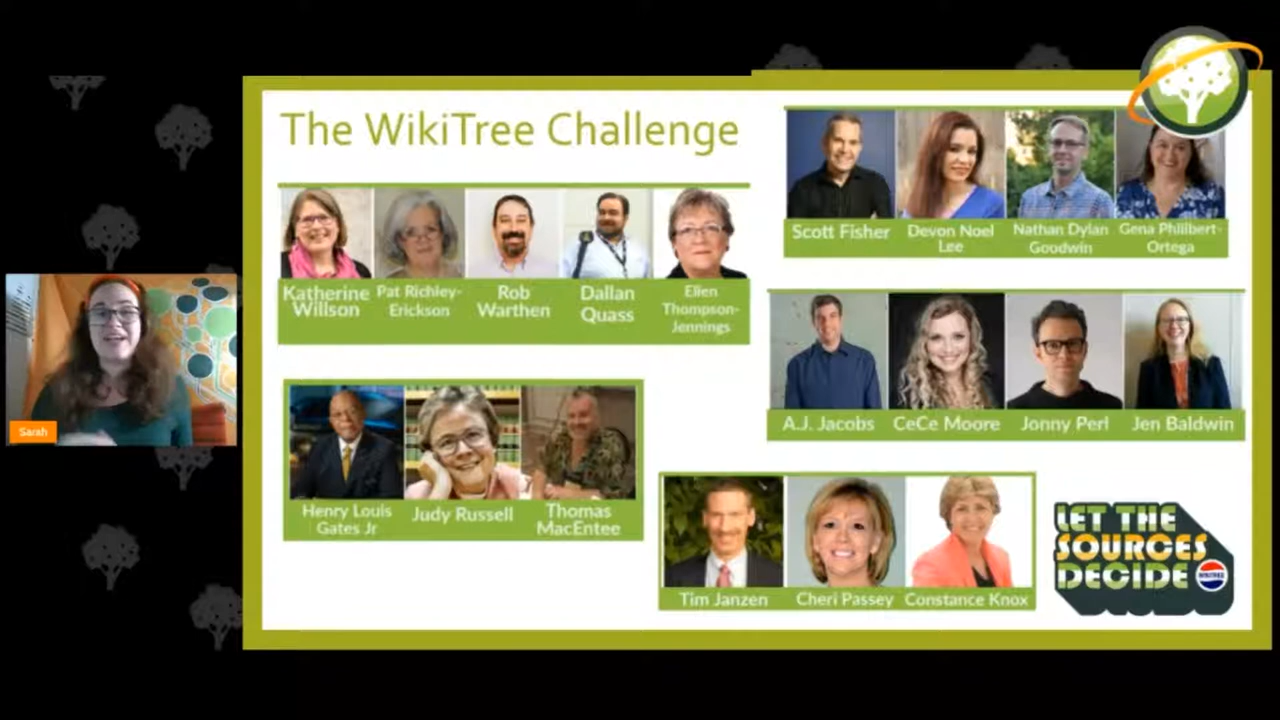 The WikiTree Challenge
Katherine
Willson
Pat Richley-
Erickson
Rob
Warthen
Dallan
Quass
Ellen
Thompson-
Jennings
Scott Fisher
Devon Noel
Lee
Nathan Dylan
Goodwin
Gena Philibert-
Ortega
A.J. Jacobs
CeCe Moore
Jonny Perl
Jen Baldwin
Henry Louis
Gates Jr
Judy Russell
Thomas
MacEntee
Tim Janzen
Cheri Passey
Constance Knox
LET THE
SOURCES
DECIDE
WIKITREE
Sarah